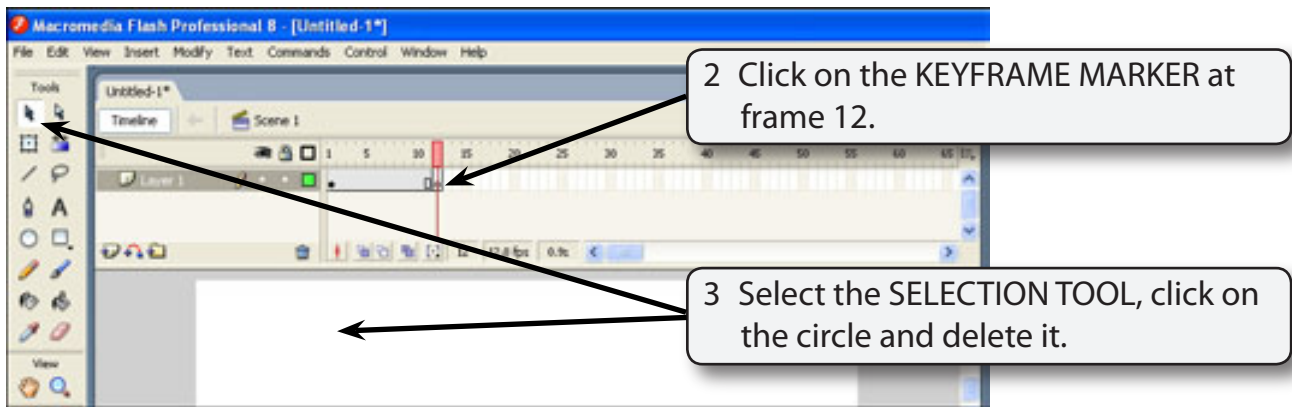 Macromedia Flash Professional 8 - [Untitled-1*]
File Edit View Insert Modify Text Commands Control Window Help
Tools
Untitled-1*
Timeline
Scene 1
1 5 10 15 20 25 30 35 40 45 50 55 60 65
Layer 1
12 12.0 fps 0.9s
View
2 Click on the KEYFRAME MARKER at
frame 12.
3 Select the SELECTION TOOL, click on
the circle and delete it.